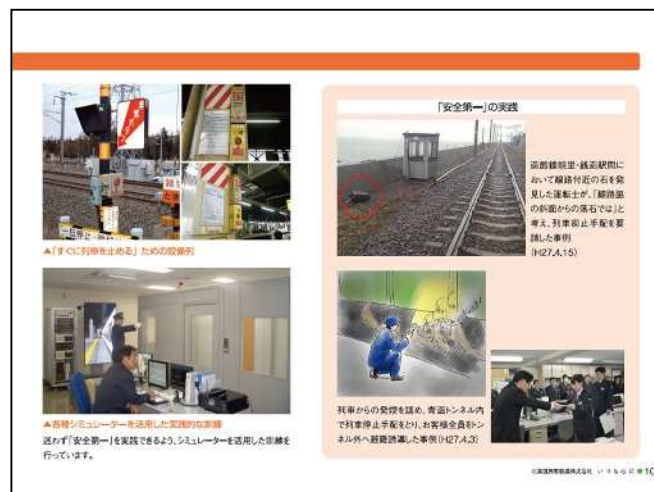 ▲「すぐに列車を止める」ための設備例
▲各種シミュレーターを活用した実践的な訓練
迷わず「安全第一」を実践できるよう、シミュレーターを活用した訓練を
行っています。
「安全第一」の実践
函館線朝里・銭函駅間に
おいて線路付近の石を発
見した運転士が、「線路脇
の斜面からの落石では」と
考え、列車抑止手配を要
請した事例
(H27.4.15)
列車からの発煙を認め、青函トンネル内
で列車停止手配をとり、お客様全員をトン
ネル外へ避難誘導した事例(H27.4.3)
北海道旅客鉄道株式会社
10